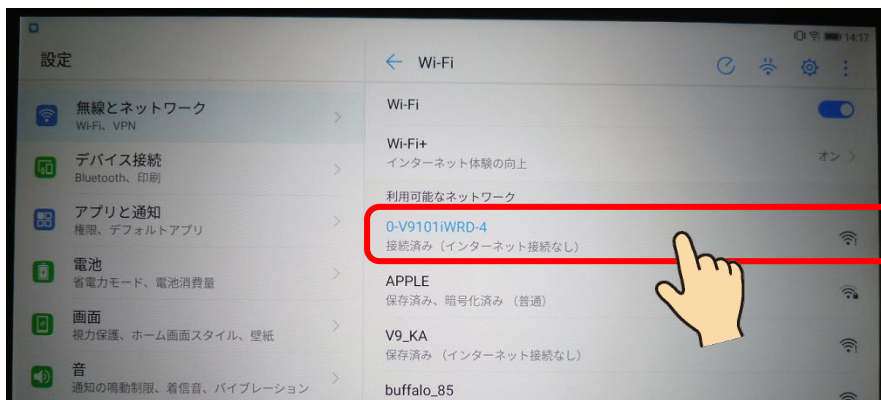 14:17
設定
Wi-Fi
無線とネットワーク
Wi-Fi、VPN
デバイス接続
Bluetooth、印刷
アプリと通知
権限、デフォルトアプリ
電池
省電力モード、電池消費量
画面
視力保護、ホーム画面スタイル、壁紙
音
通知の鳴動制限、着信音、バイブレーション
Wi-Fi
Wi-Fi+
インターネット体験の向上
オン
利用可能なネットワーク
0-V9101iWRD-4
接続済み（インターネット接続なし）
APPLE
保存済み、暗号化済み （普通）
V9_KA
保存済み （インターネット接続なし）
buffalo_85